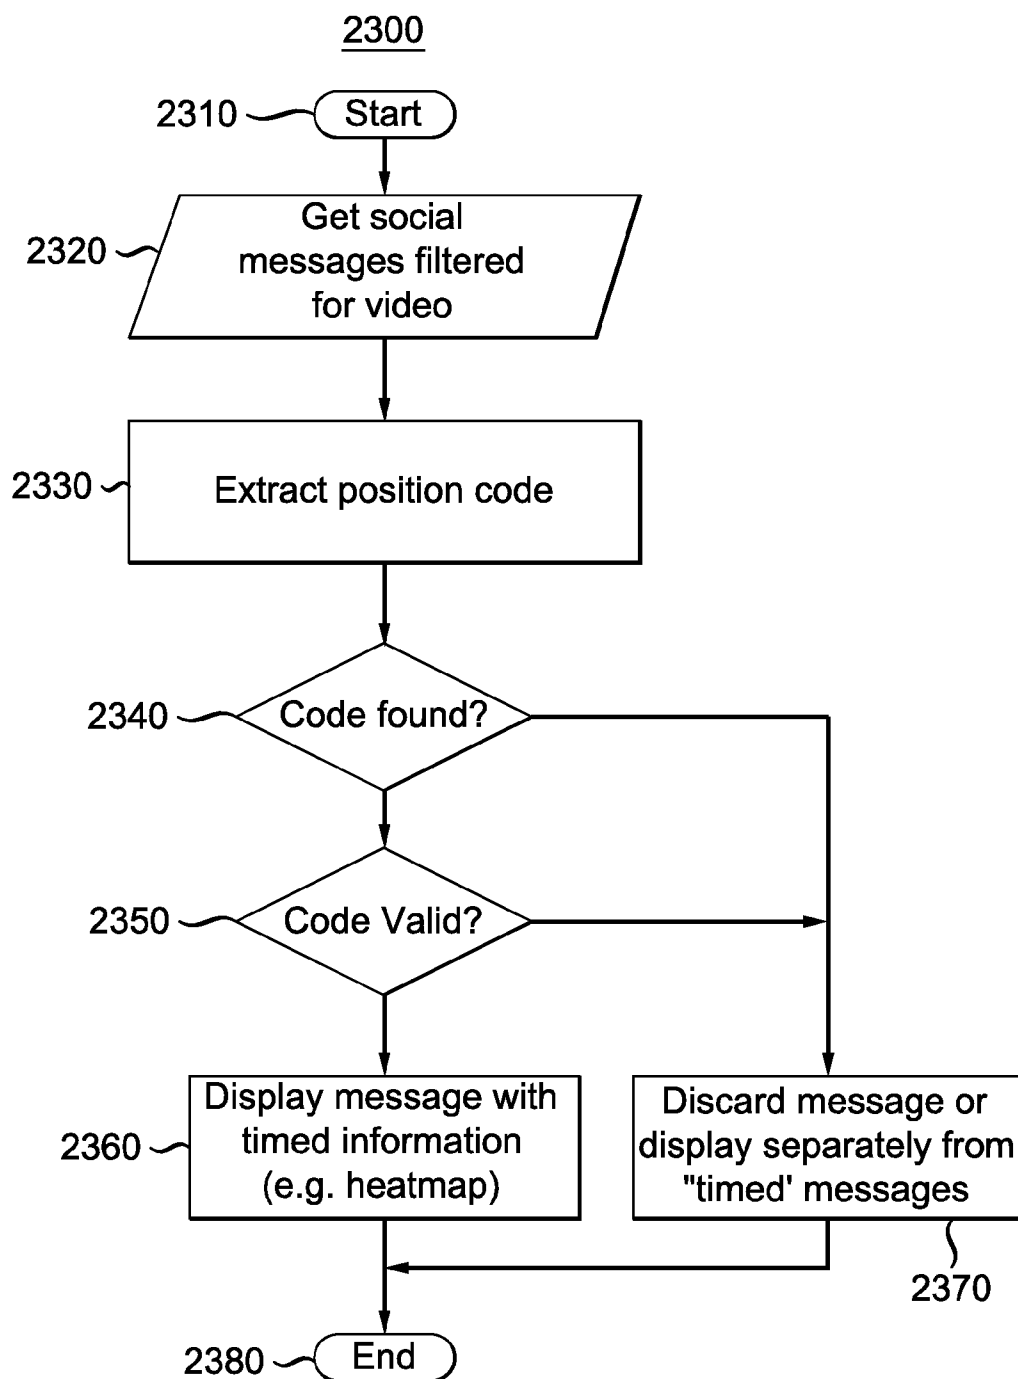 2300
2310
Start
Get social
messages filtered
for video
2320
2330
Extract position code
2340
Code found?
2350
Code Valid?
2360
Display message with
timed information
(e.g. heatmap)
Discard message or
display separately from
"timed' messages
2370
2380
End